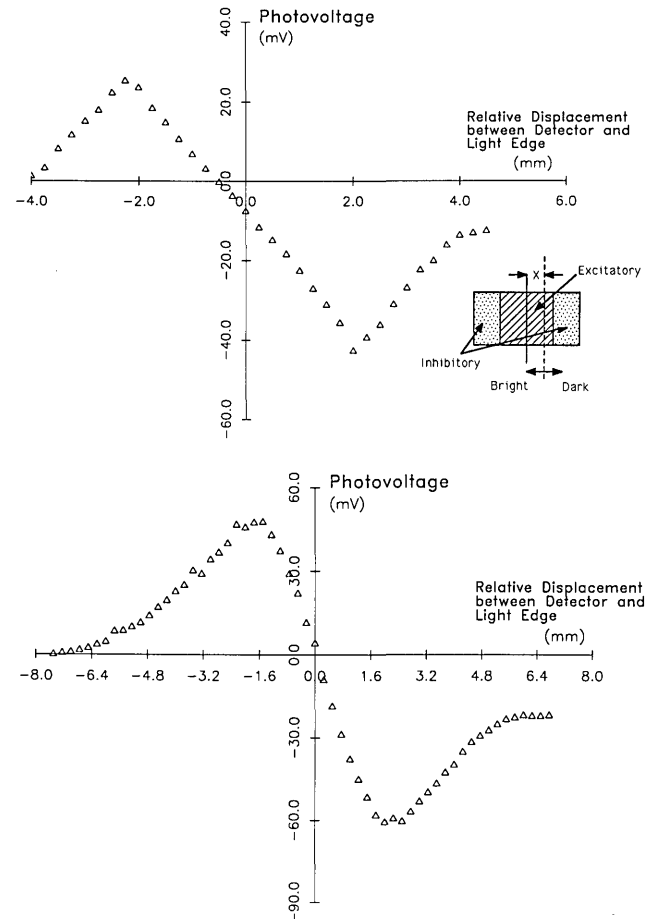 40.0
Photovoltage
(mV)
20.0
Relative Displacement
between Detector and
Light Edge
(mm)
0.0
-4.0
-2.0
0.0
2.0
4.0
6.0
-20.0
X
Excitatory
-40.0
Inhibitory
Bright
Dark
-60.0
60.0
Photovoltage
(mV)
30.0
Relative Displacement
between Detector and
Light Edge
(mm)
0.0
-8.0
-6.4
-4.8
-3.2
-1.6
0.0
1.6
3.2
4.8
6.4
8.0
-30.0
-60.0
-90.0